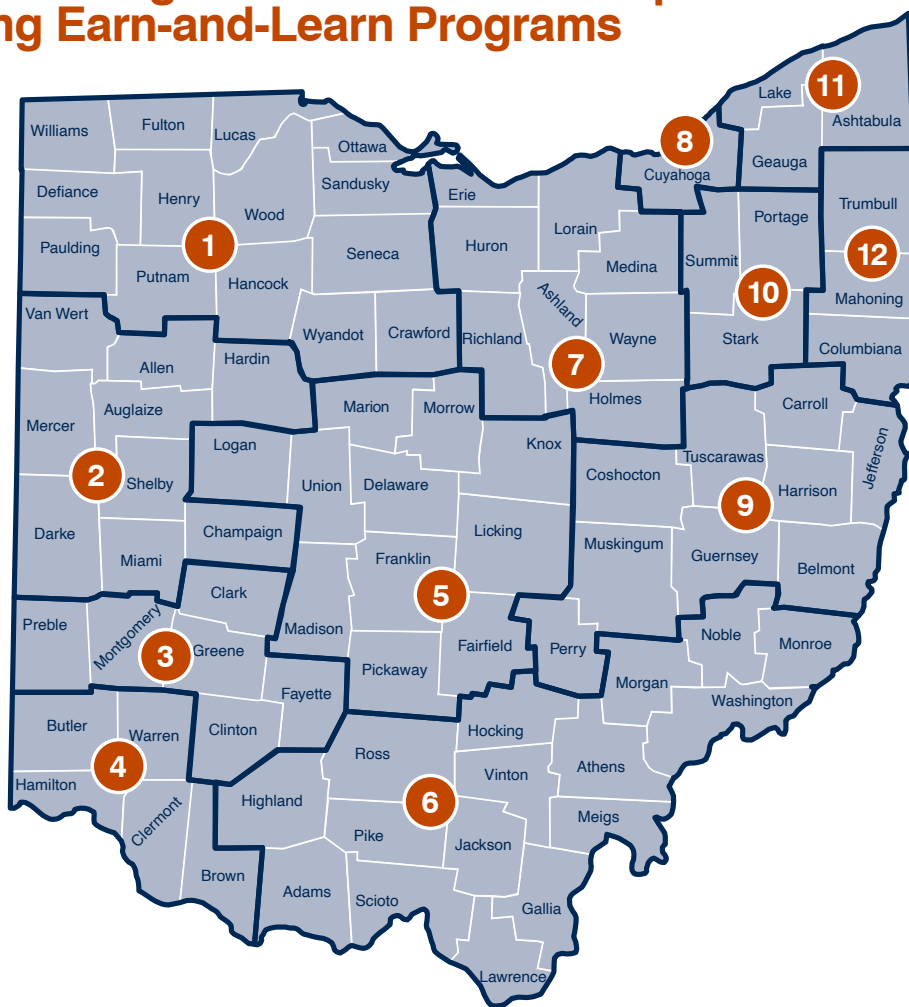 ng Earn-and-Learn Programs
Lake
11
Ashtabula
Williams
Fulton
Lucas
Ottawa
8
Cuyahoga
Geauga
Defiance
Henry
Wood
Sandusky
Erie
Portage
Trumbull
Paulding
1
Putnam
Hancock
Seneca
Huron
Lorain
Medina
Summit
10
12
Mahoning
Van Wert
Wyandot
Crawford
Richland
Ashland
Wayne
7
Stark
Columbiana
Allen
Hardin
Auglaize
Mercer
Marion
Morrow
Holmes
Carroll
Jefferson
2
Shelby
Logan
Union
Delaware
Knox
Coshocton
Tuscarawas
9
Harrison
Darke
Miami
Champaign
Franklin
Licking
Muskingum
Guernsey
Belmont
Clark
5
Preble
Montgomery
3
Greene
Madison
Pickaway
Fairfield
Perry
Noble
Monroe
Morgan
Washington
Butler
Warren
4
Clinton
Fayette
Ross
Hocking
Vinton
Athens
Hamilton
Clermont
Highland
6
Meigs
Pike
Jackson
Brown
Adams
Scioto
Gallia
Lawrence